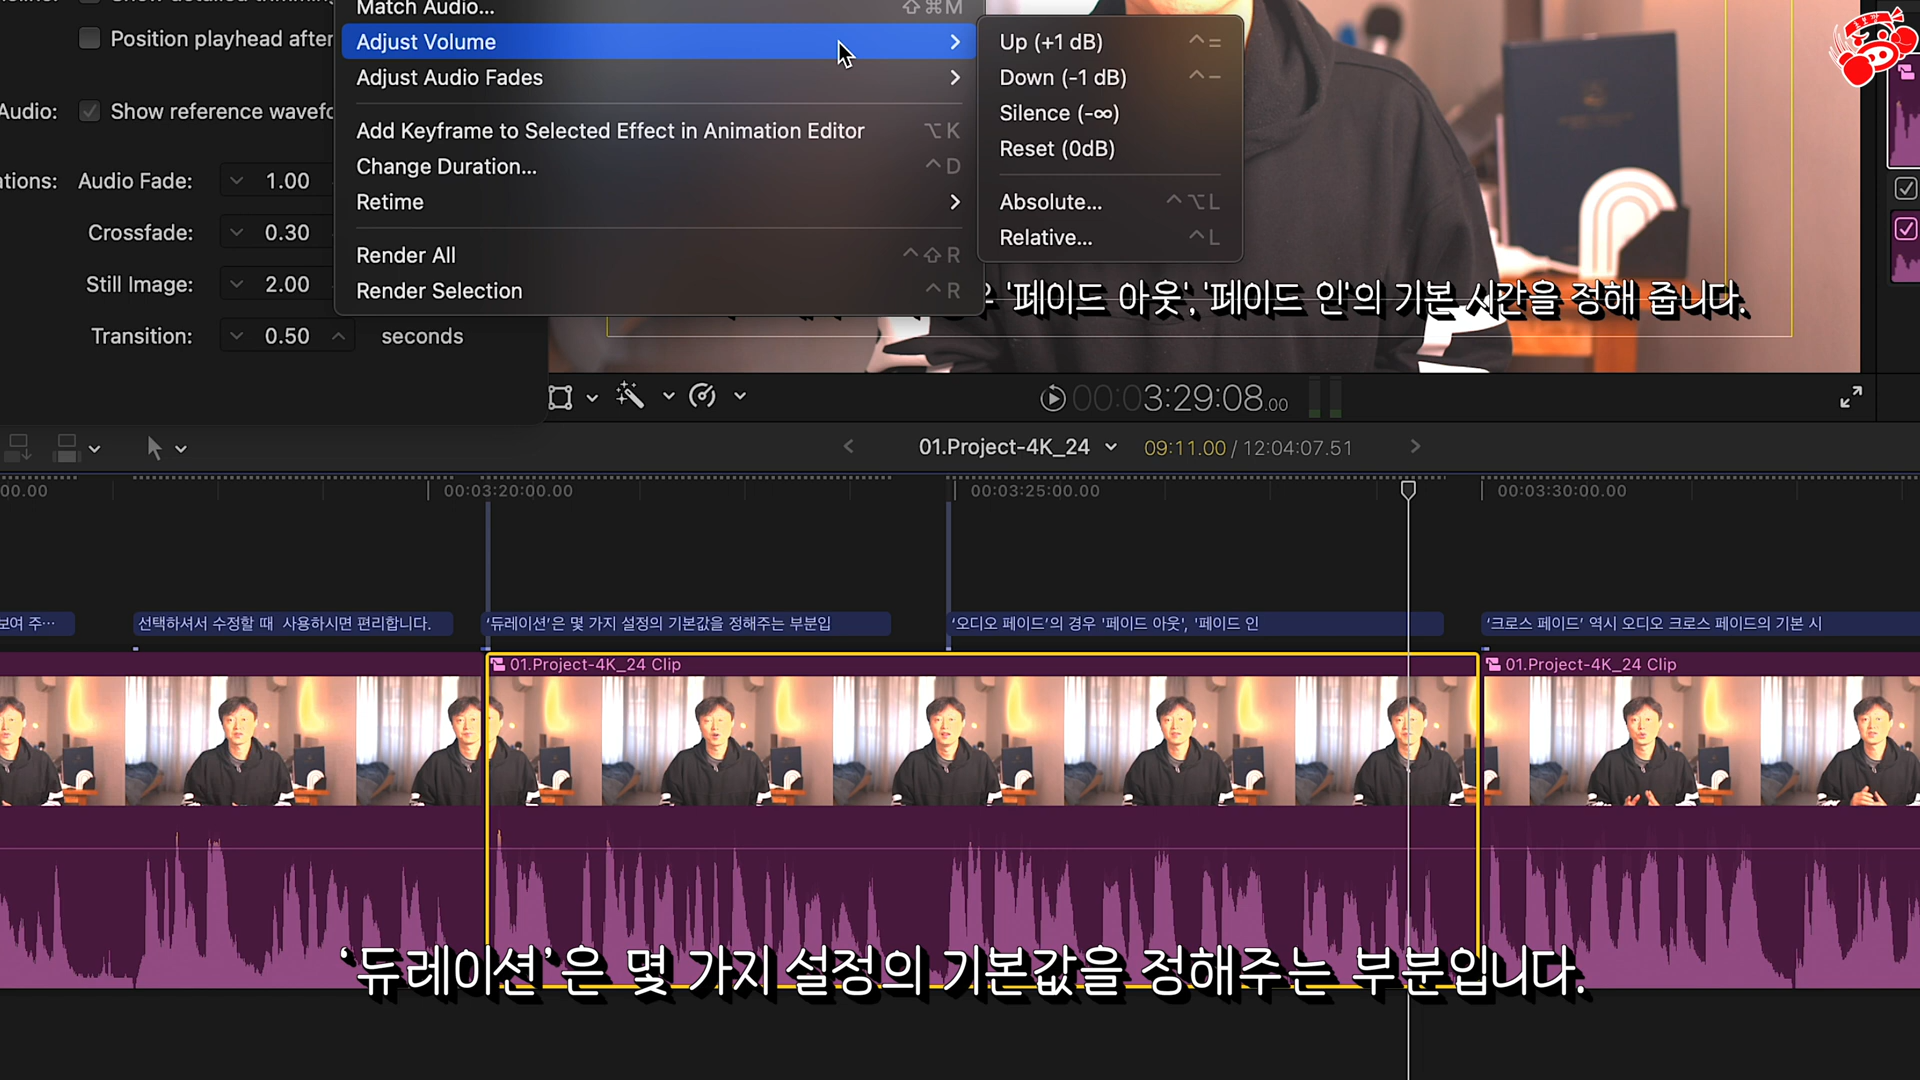 Match Audio... ⇧⌘M
Position playhead after
Adjust Volume
Adjust Audio Fades
Up (+1 dB) ^=
Down (-1 dB) ^-
Silence (-∞)
Reset (0dB)
Absolute... ^⌥L
Relative... ^L
Audio: Show reference wavefo
Add Keyframe to Selected Effect in Animation Editor ⌥K
Change Duration... ^D
Retime
Render All ^⇧R
Render Selection ^R
Audio Fade: 1.00
Crossfade: 0.30
Still Image: 2.00
Transition: 0.50 seconds
'페이드 아웃', '페이드 인'의 기본 시간을 정해 줍니다.
00:03:29:08.00
01.Project-4K_24 09:11.00 / 12:04:07.51
00.00 00:03:20:00.00 00:03:25:00.00 00:03:30:00.00
보여 주…
선택하셔서 수정할 때 사용하시면 편리합니다.
‘듀레이션’은 몇 가지 설정의 기본값을 정해주는 부분입
‘오디오 페이드’의 경우 '페이드 아웃', '페이드 인
‘크로스 페이드’ 역시 오디오 크로스 페이드의 기본 시
01.Project-4K_24 Clip
01.Project-4K_24 Clip
‘듀레이션’은 몇 가지 설정의 기본값을 정해주는 부분입니다.